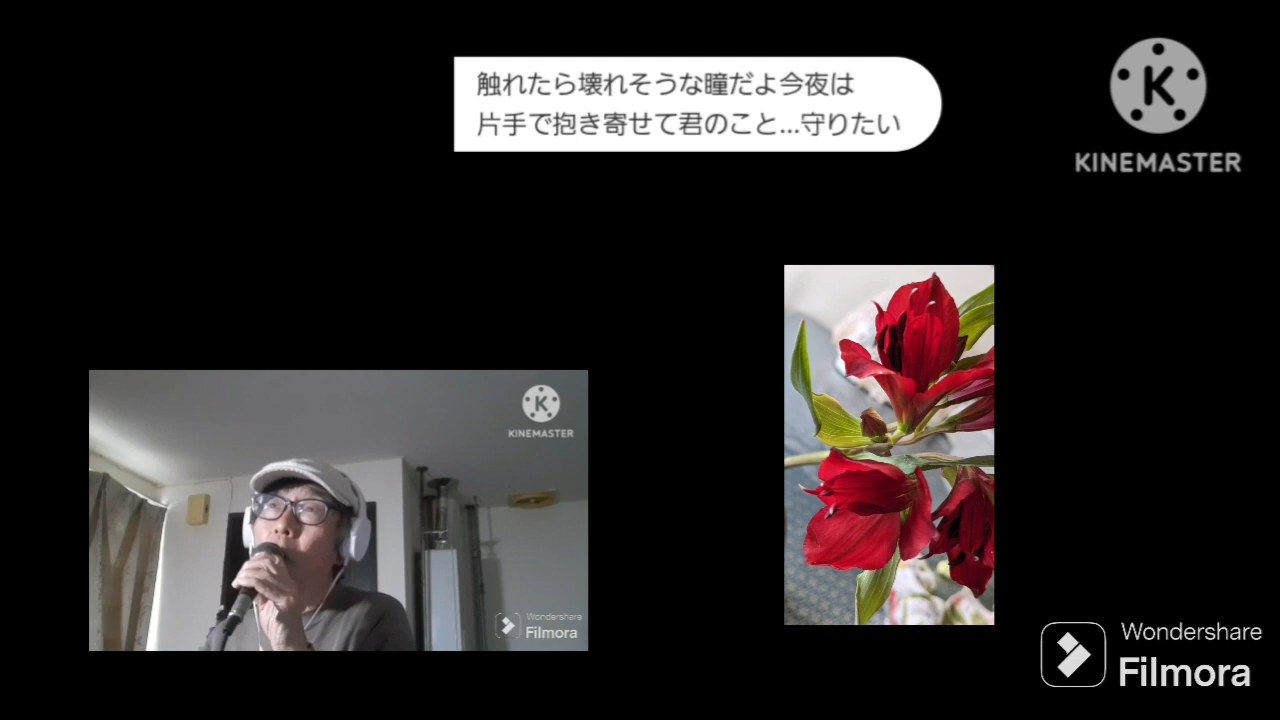 触れたら壊れそうな瞳だよ今夜は
片手で抱き寄せて君のこと...守りたい
KINEMASTER
KINEMASTER
Wondershare
Filmora
Wondershare
Filmora